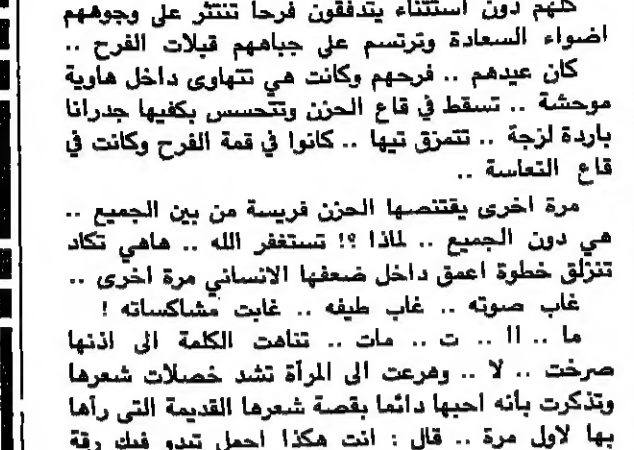 كلهم دون استثناء يتدفقون فرحا تنتثر على وجوههم
اضواء السعادة وترتسم على جباههم قبلات الفرح ..
كان عيدهم .. فرحهم وكانت هي تتهاوى داخل هاوية
موحشة .. تسقط في قاع الحزن وتتحسس بكفيها جدرانا
باردة لزجة .. تتمزق تيها .. كانوا في قمة الفرح وكانت في
قاع التعاسة ..
مرة اخرى يقتنصها الحزن فريسة من بين الجميع ..
هي دون الجميع .. لماذا ؟! تستغفر الله .. هاهي تكاد
تنزلق خطوة اعمق داخل ضعفها الانساني مرة اخرى ..
غاب صوته .. غاب طيفه .. غابت مشاكساته !
ما .. اا .. ت .. مات .. تناهت الكلمة الى اذنها
صرخت .. لا .. وهرعت الى المرآة تشد خصلات شعرها
وتذكرت بأنه احبها دائما بقصة شعرها القديمة التى رآها
بها لاول مرة .. قال : انت هكذا اجمل تبدو فيك رقة